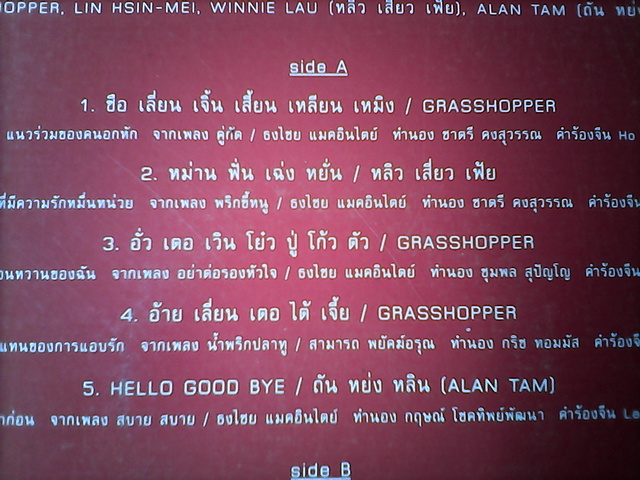 OPPER, LIN HSIN-MEI, WINNIE LAU (หลิว เสี่ยว เฟ้ย), ALAN TAM (ถัน หย่ง
side A
1. ซือ เลี่ยน เจิ้น เสี้ยน เหลียน เหมิง / GRASSHOPPER
แนวร่วมของคนอกหัก จากเพลง คู่กัด / ธงไชย แมคอินไตย์ ทำนอง ชาตรี คงสุวรรณ คำร้องจีน Ho
2. หม่าน ฟั่น เฉ่ง หยั่น / หลิว เสี่ยว เฟ้ย
ที่มีความรักหมื่นหน่วย จากเพลง พริกขี้หนู / ธงไชย แมคอินไตย์ ทำนอง ชาตรี คงสุวรรณ คำร้องจีน
3. อั่ว เตอ เวิน โย๋ว ปู่ โก้ว ตัว / GRASSHOPPER
อนหวานของฉัน จากเพลง อย่าต่อรองหัวใจ / ธงไชย แมคอินไตย์ ทำนอง ชุมพล สุปัญโญ คำร้องจีน
4. อ้าย เลี่ยน เตอ ไต้ เจี้ย / GRASSHOPPER
แทนของการแอบรัก จากเพลง น้ำพริกปลาทู / สามารถ พยัคฆ์อรุณ ทำนอง กริช ทอมมัส คำร้องจี
5. HELLO GOOD BYE / ถัน หย่ง หลิน (ALAN TAM)
าก่อน จากเพลง สบาย สบาย / ธงไชย แมคอินไตย์ ทำนอง กฤษณ์ โชคทิพย์พัฒนา คำร้องจีน La
side B